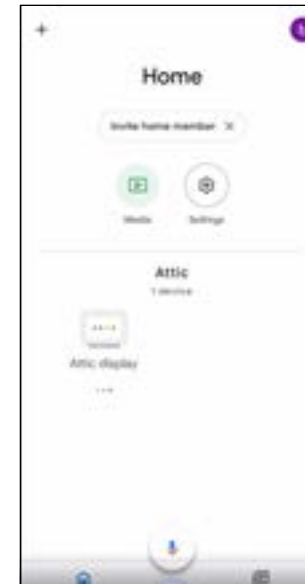 +
Home
Invite home member ×
Media Settings
Attic
1 device
Attic display